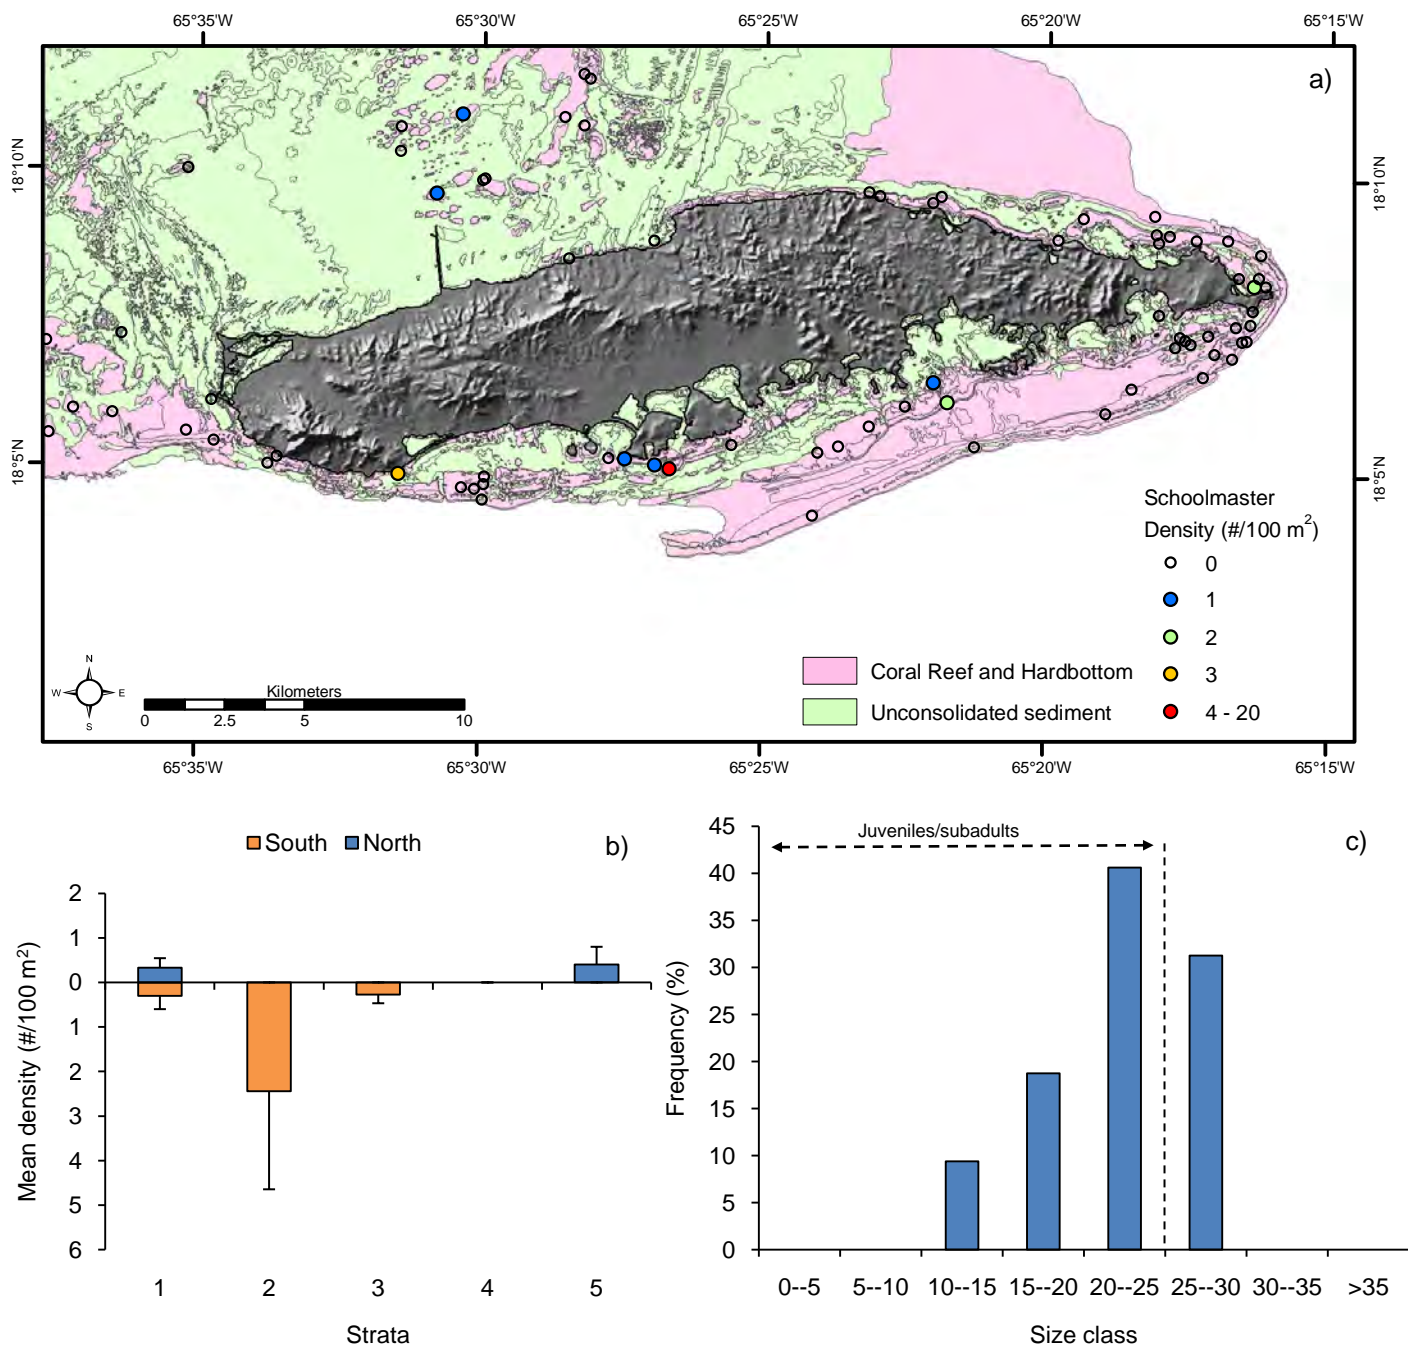 65°35'W 65°30'W 65°25'W 65°20'W 65°15'W
a)
18°10'N 18°10'N
18°5'N 18°5'N
Schoolmaster
Density (#/100 m2)
0
1
2
3
4 - 20
Coral Reef and Hardbottom
Unconsolidated sediment
N
W E
S
Kilometers
0 2.5 5 10
65°35'W 65°30'W 65°25'W 65°20'W 65°15'W
South North
b)
Mean density (#/100 m2)
2
1
0
1
2
3
4
5
6
1 2 3 4 5
Strata
c)
Juveniles/subadults
Frequency (%)
45
40
35
30
25
20
15
10
5
0
0--5 5--10 10--15 15--20 20--25 25--30 30--35 >35
Size class